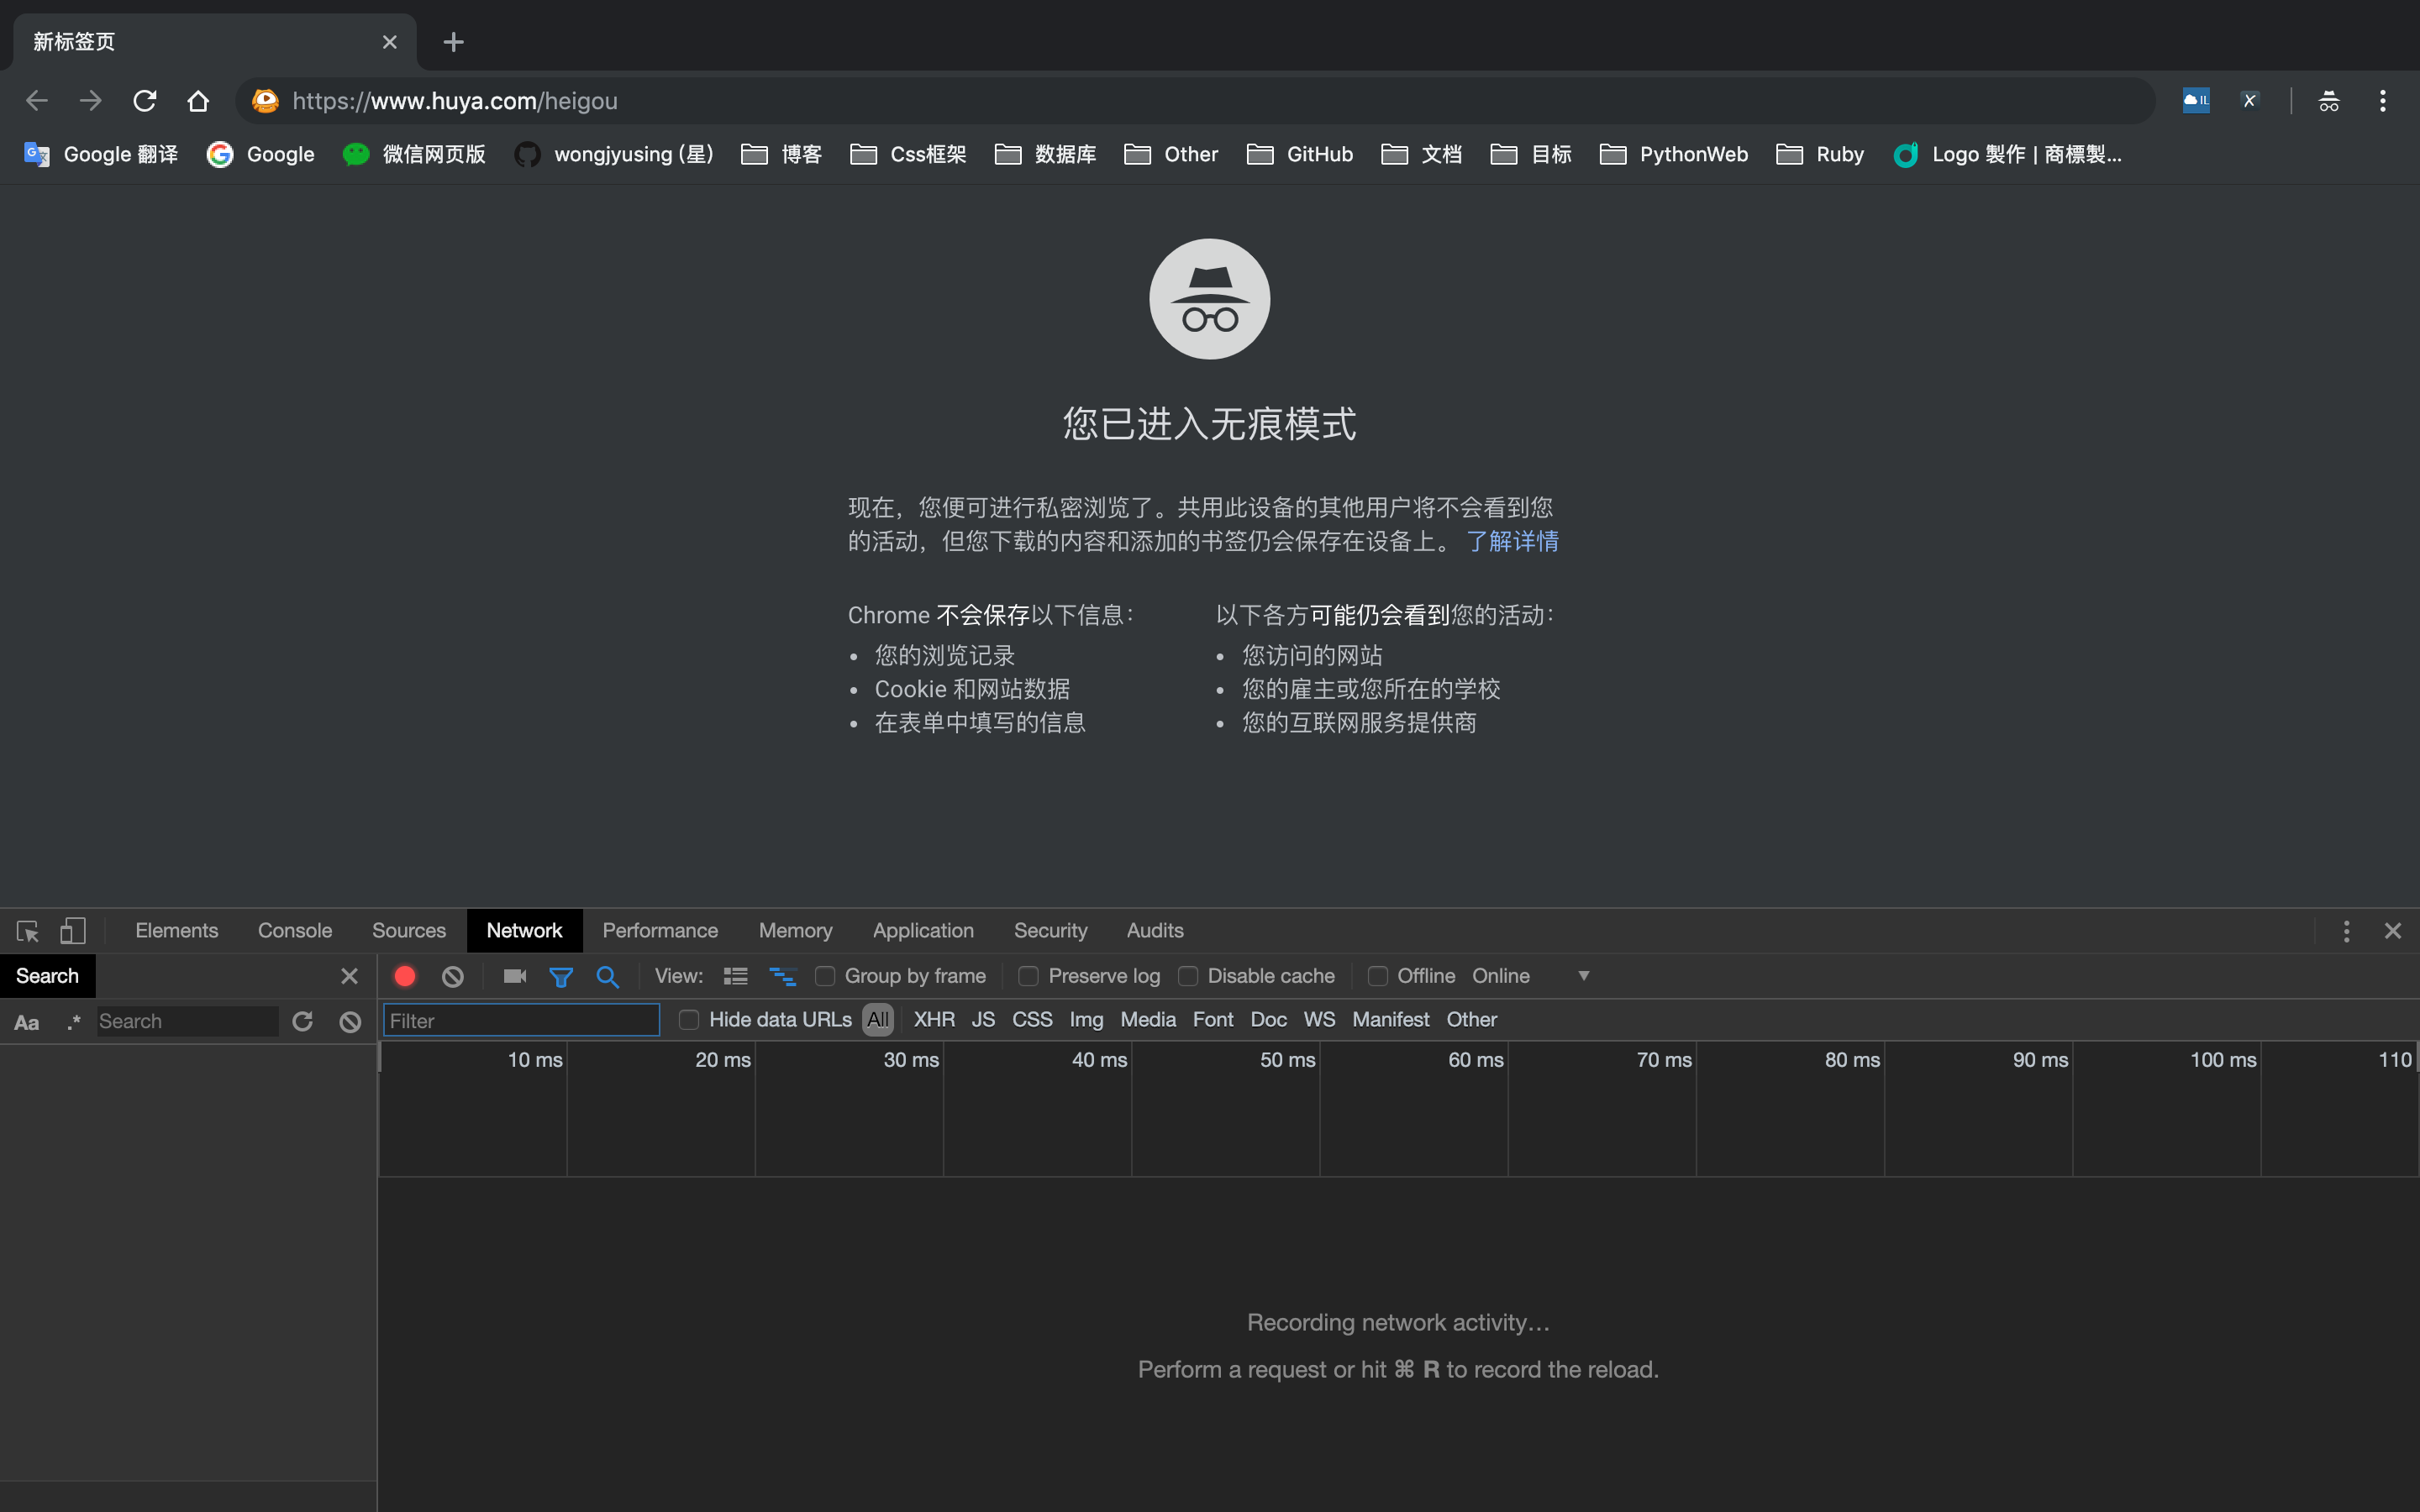 新标签页
https://www.huya.com/heigou
IL
Google 翻译
Google
微信网页版
wongjyusing (星)
博客
Css框架
数据库
Other
GitHub
文档
目标
PythonWeb
Ruby
Logo 製作 | 商標製...
您已进入无痕模式
现在，您便可进行私密浏览了。共用此设备的其他用户将不会看到您
的活动，但您下载的内容和添加的书签仍会保存在设备上。 了解详情
Chrome 不会保存以下信息：
您的浏览记录
Cookie 和网站数据
在表单中填写的信息
以下各方可能仍会看到您的活动：
您访问的网站
您的雇主或您所在的学校
您的互联网服务提供商
Elements Console Sources Network Performance Memory Application Security Audits
Search
View: Group by frame Preserve log Disable cache Offline Online
Aa .* Search
Filter Hide data URLs All XHR JS CSS Img Media Font Doc WS Manifest Other
10 ms 20 ms 30 ms 40 ms 50 ms 60 ms 70 ms 80 ms 90 ms 100 ms 110
Recording network activity…
Perform a request or hit ⌘ R to record the reload.